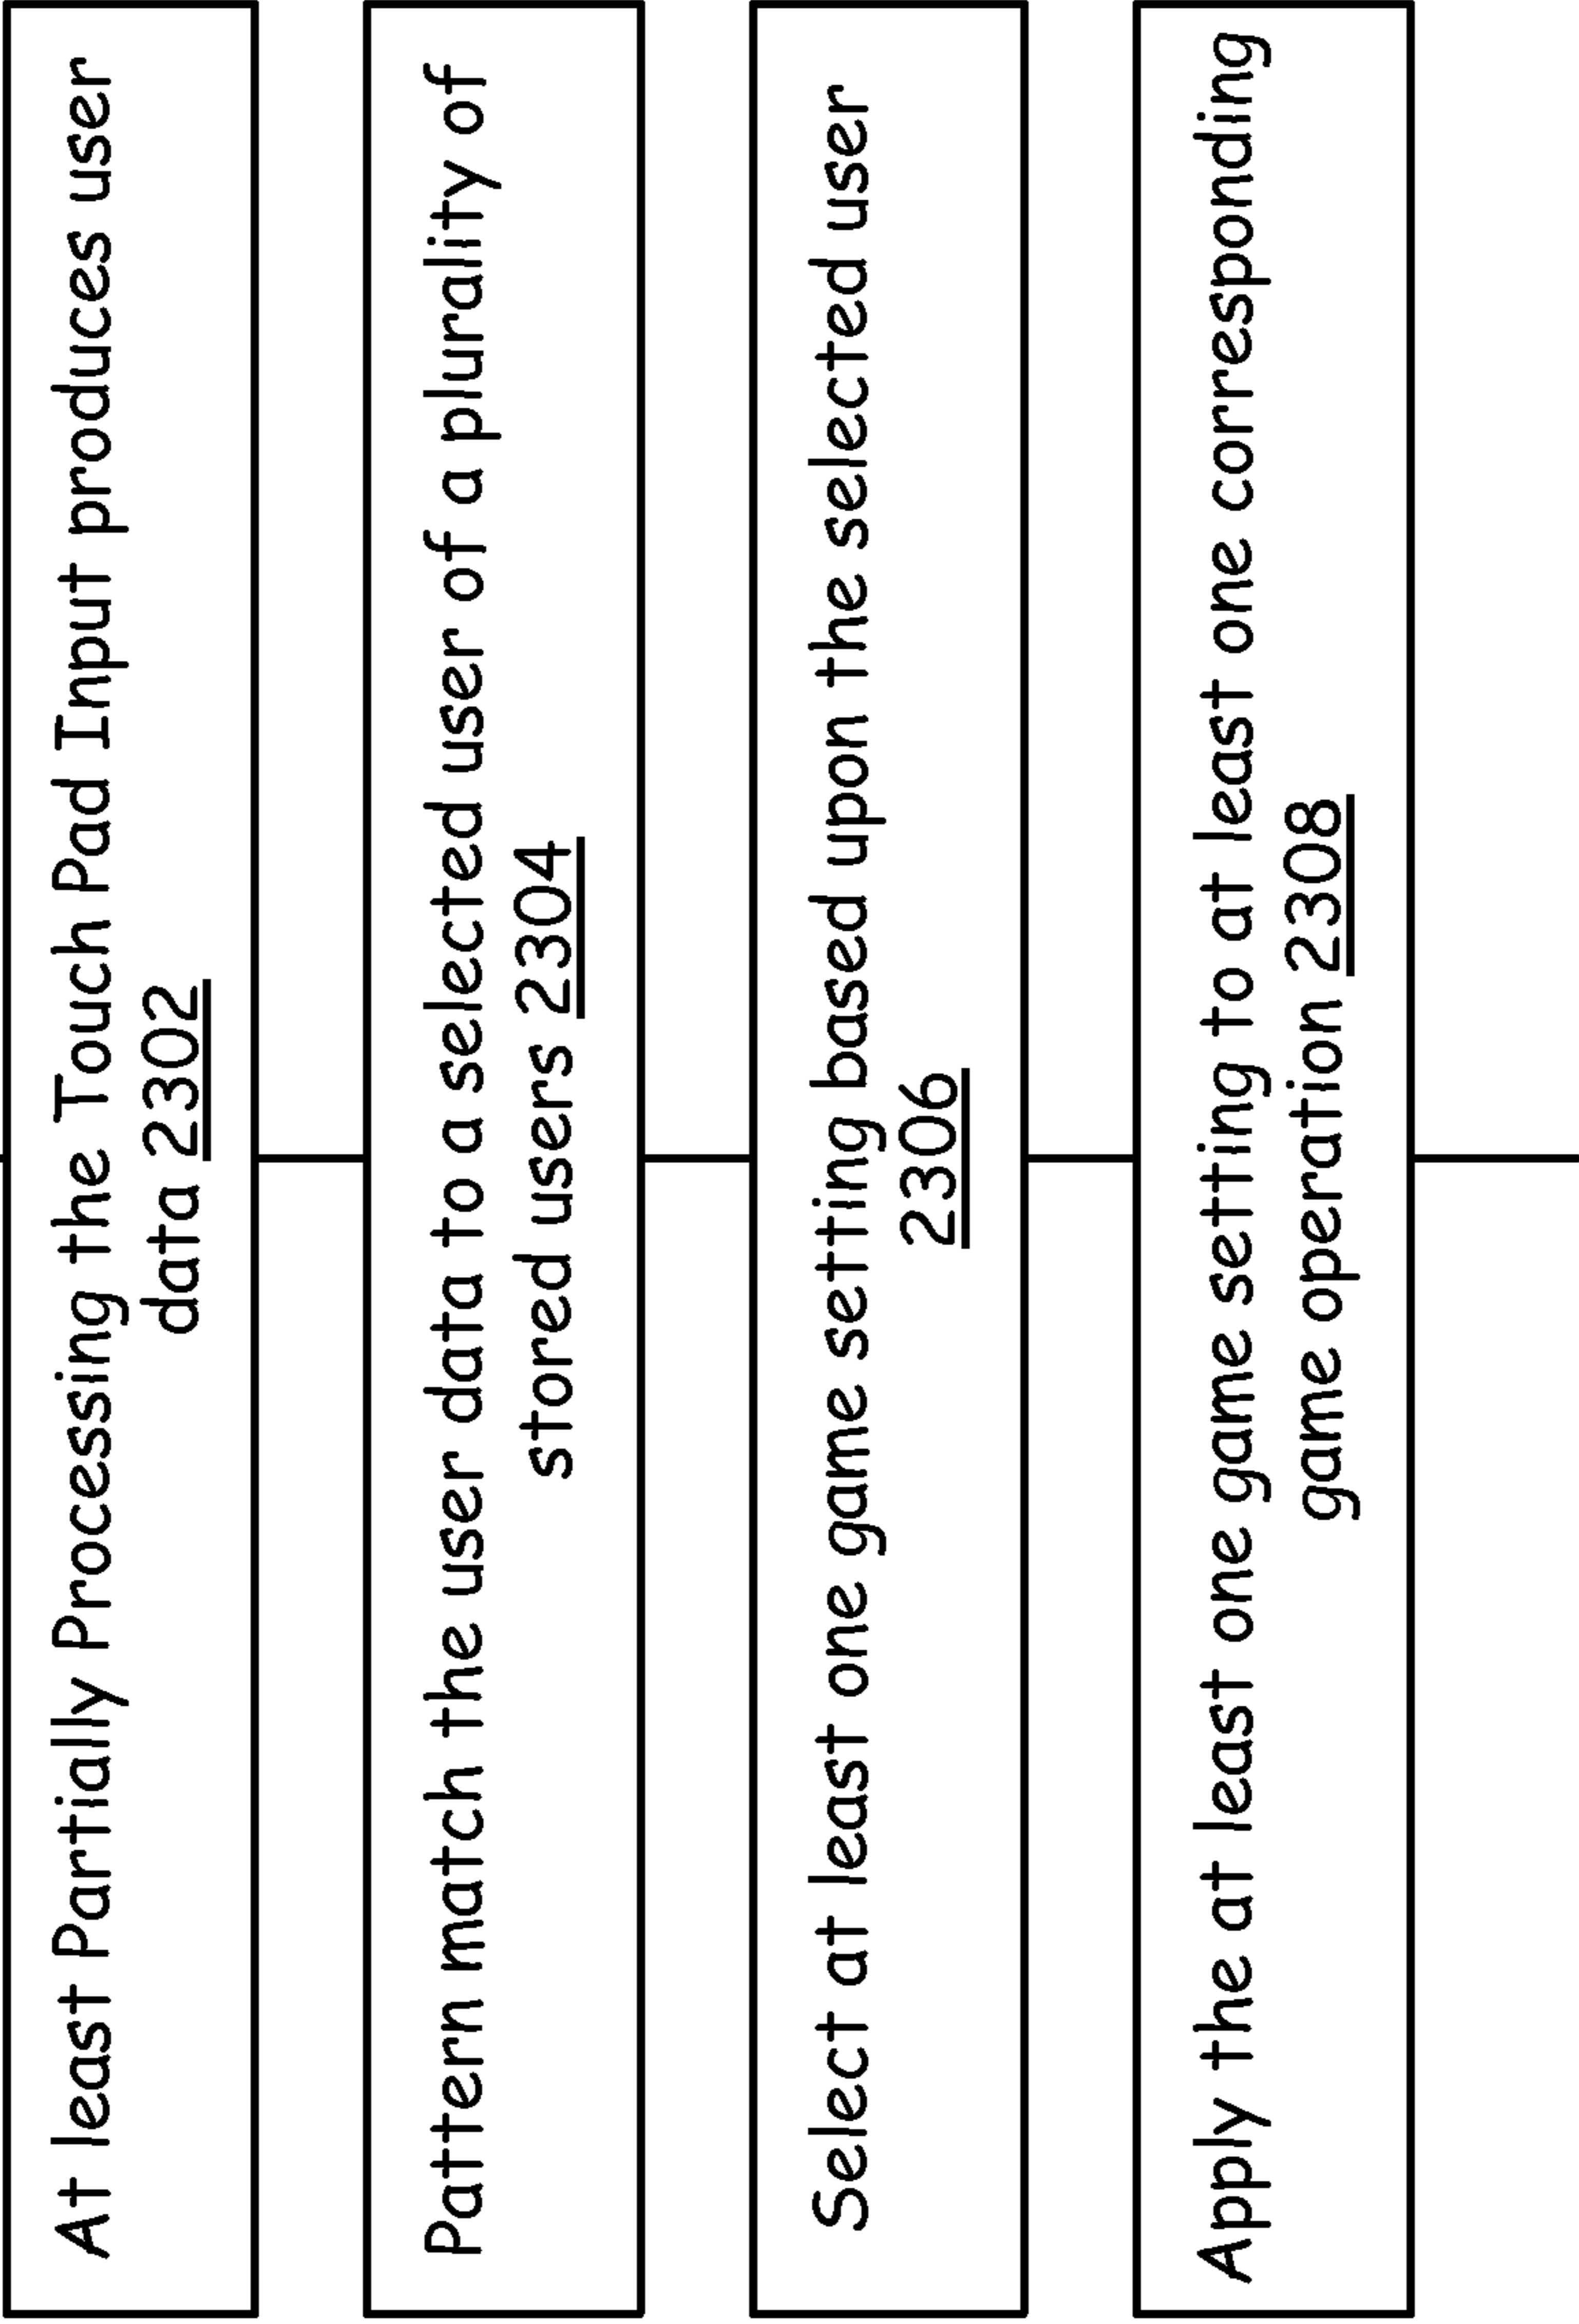 At least Partially Processing the Touch Pad Input produces user
data 2302
Pattern match the user data to a selected user of a plurality of
stored users 2304
Select at least one game setting based upon the selected user
2306
Apply the at least one game setting to at least one corresponding
game operation 2308